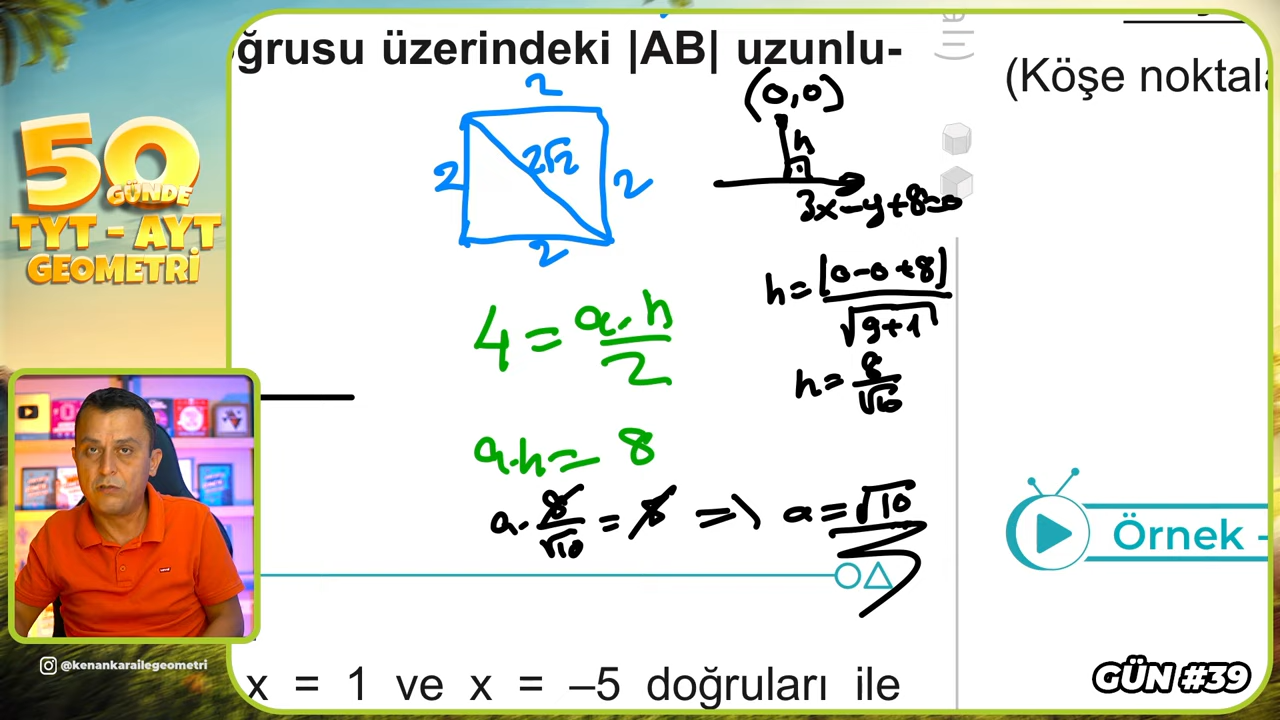 50
GÜNDE
TYT - AYT
GEOMETRİ
ğrusu üzerindeki |AB| uzunlu-
2
2
2√2
2
2
(0,0)
h
3x-y+8=0
h=|0-0+8|/√9+1
h=8/√10
4=a.h/2
a.h=8
a.8/√10=8 => a=√10
(Köşe noktala
Örnek -
x = 1 ve x = –5 doğruları ile
@kenankarailegeometri
GÜN #39